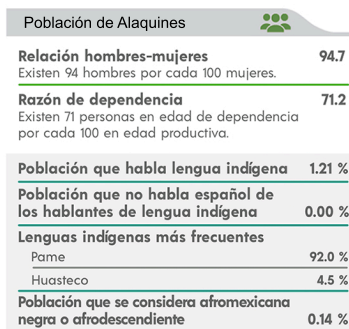 Población de Alaquines
Relación hombres-mujeres 94.7
Existen 94 hombres por cada 100 mujeres.
Razón de dependencia 71.2
Existen 71 personas en edad de dependencia
por cada 100 en edad productiva.
Población que habla lengua indígena 1.21 %
Población que no habla español de
los hablantes de lengua indígena 0.00 %
Lenguas indígenas más frecuentes
Pame 92.0 %
Huasteco 4.5 %
Población que se considera afromexicana
negra o afrodescendiente 0.14 %